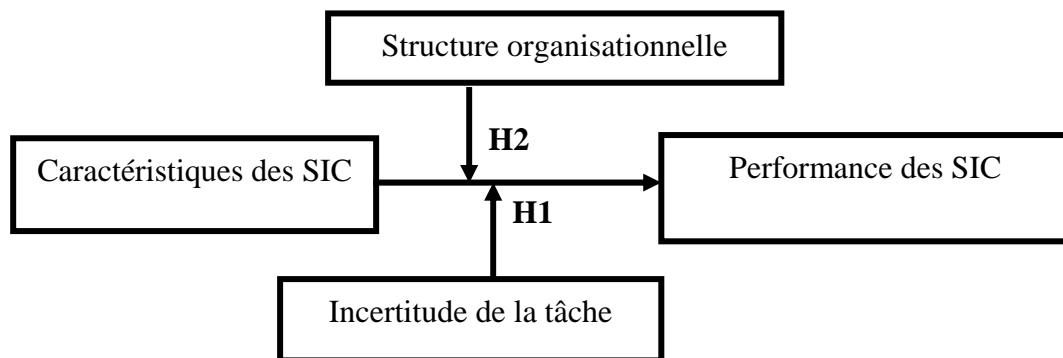 Structure organisationnelle
H2
Caractéristiques des SIC
Performance des SIC
H1
Incertitude de la tâche